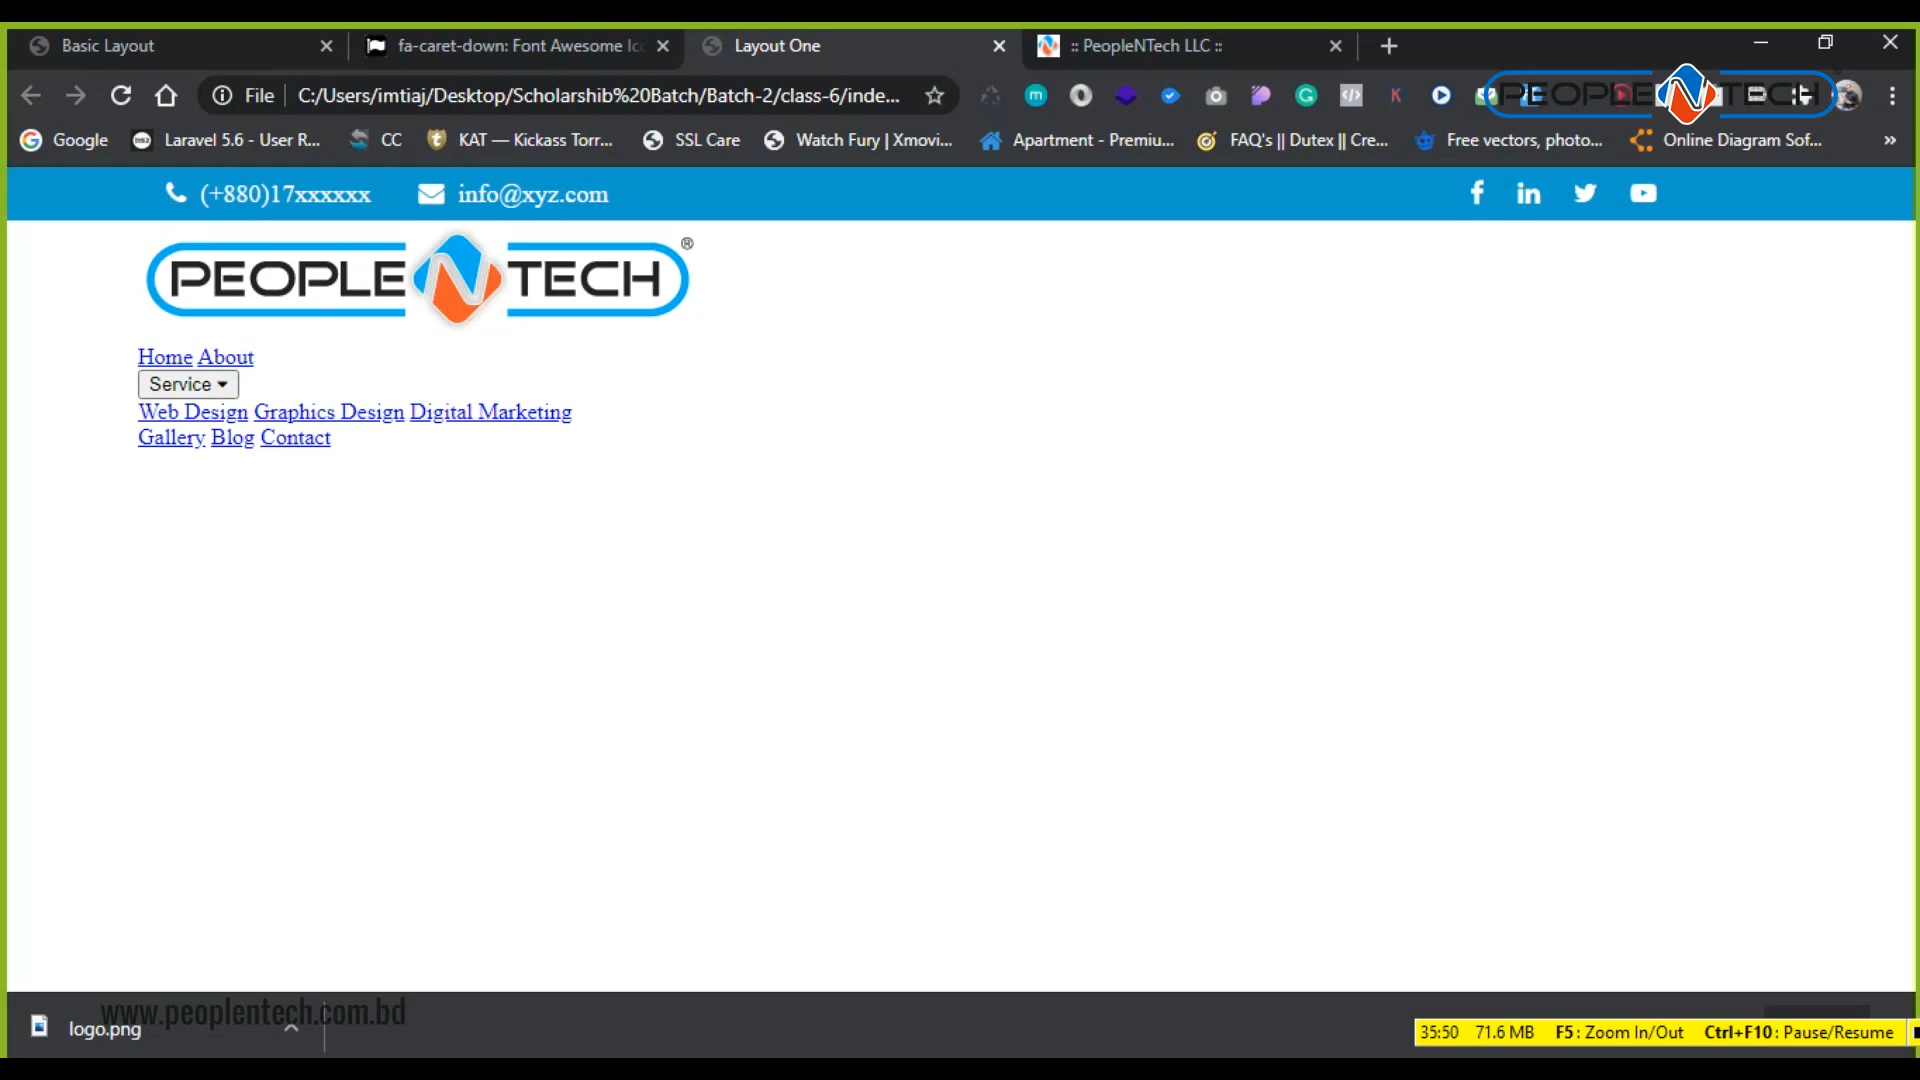 Basic Layout
fa-caret-down: Font Awesome Ic
Layout One
:: PeopleNTech LLC ::
File
C:/Users/imtiaj/Desktop/Scholarshib%20Batch/Batch-2/class-6/inde...
PEOPLE N TECH
Google
Laravel 5.6 - User R...
CC
KAT — Kickass Torr...
SSL Care
Watch Fury | Xmovi...
Apartment - Premiu...
FAQ's || Dutex || Cre...
Free vectors, photo...
Online Diagram Sof...
»
(+880)17xxxxxx
info@xyz.com
PEOPLE N TECH ®
Home About
Service
Web Design Graphics Design Digital Marketing
Gallery Blog Contact
www.peoplentech.com.bd
logo.png
35:50 71.6 MB F5: Zoom In/Out Ctrl+F10: Pause/Resume